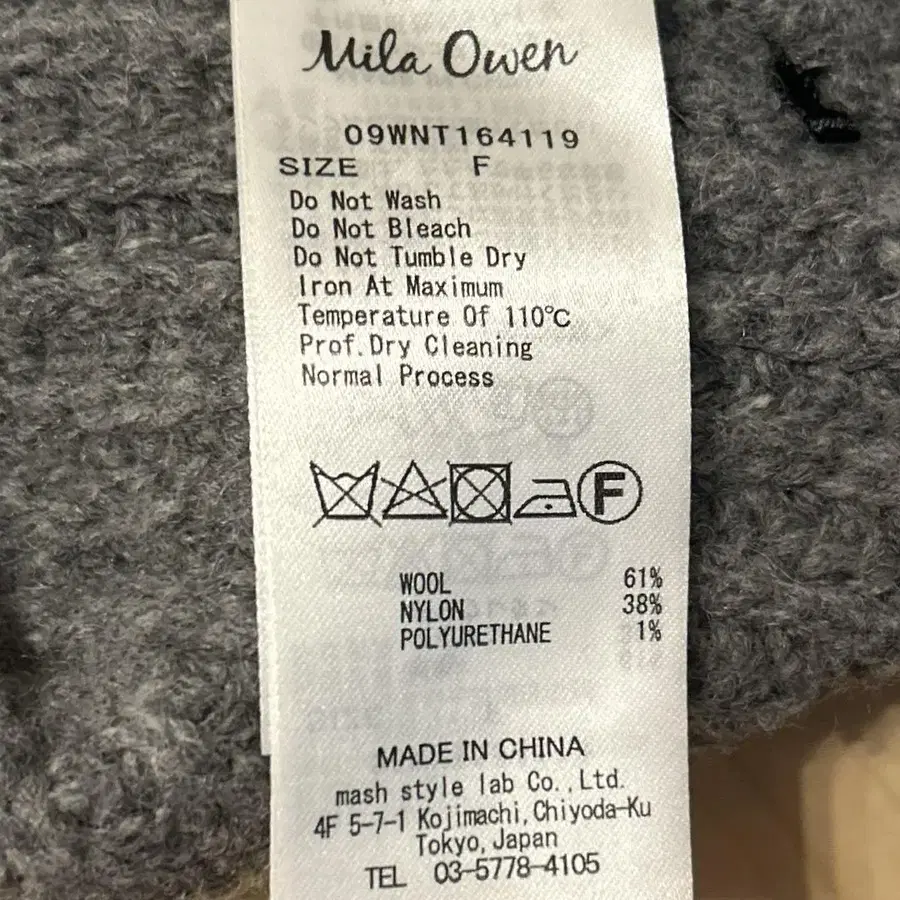 Mila Owen
09WNT164119
SIZE F
Do Not Wash
Do Not Bleach
Do Not Tumble Dry
Iron At Maximum
Temperature Of 110℃
Prof.Dry Cleaning
Normal Process
F
WOOL 61%
NYLON 38%
POLYURETHANE 1%
MADE IN CHINA
mash style lab Co.,Ltd.
4F 5-7-1 Kojimachi,Chiyoda-Ku
Tokyo,Japan
TEL 03-5778-4105